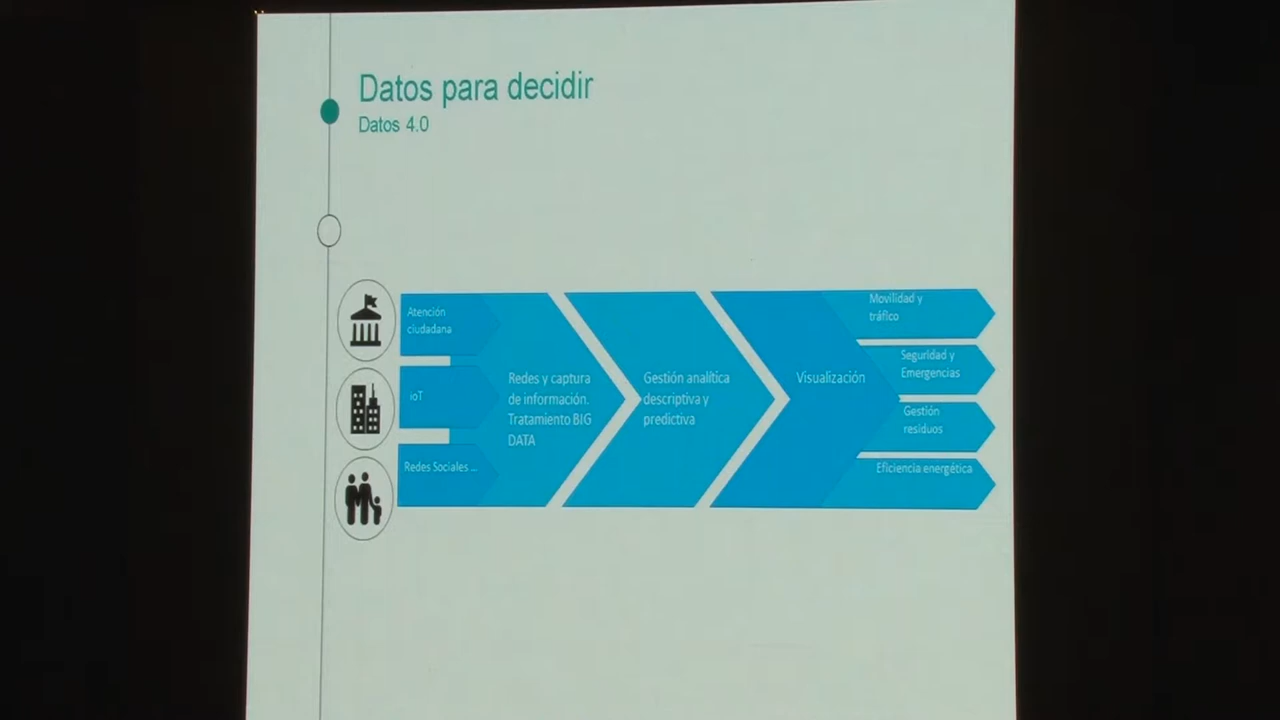 Datos para decidir
Datos 4.0
Atención
ciudadana
ioT
Redes Sociales ...
Redes y captura
de información.
Tratamiento BIG
DATA
Gestión analítica
descriptiva y
predictiva
Visualización
Movilidad y
tráfico
Seguridad y
Emergencias
Gestión
residuos
Eficiencia energética